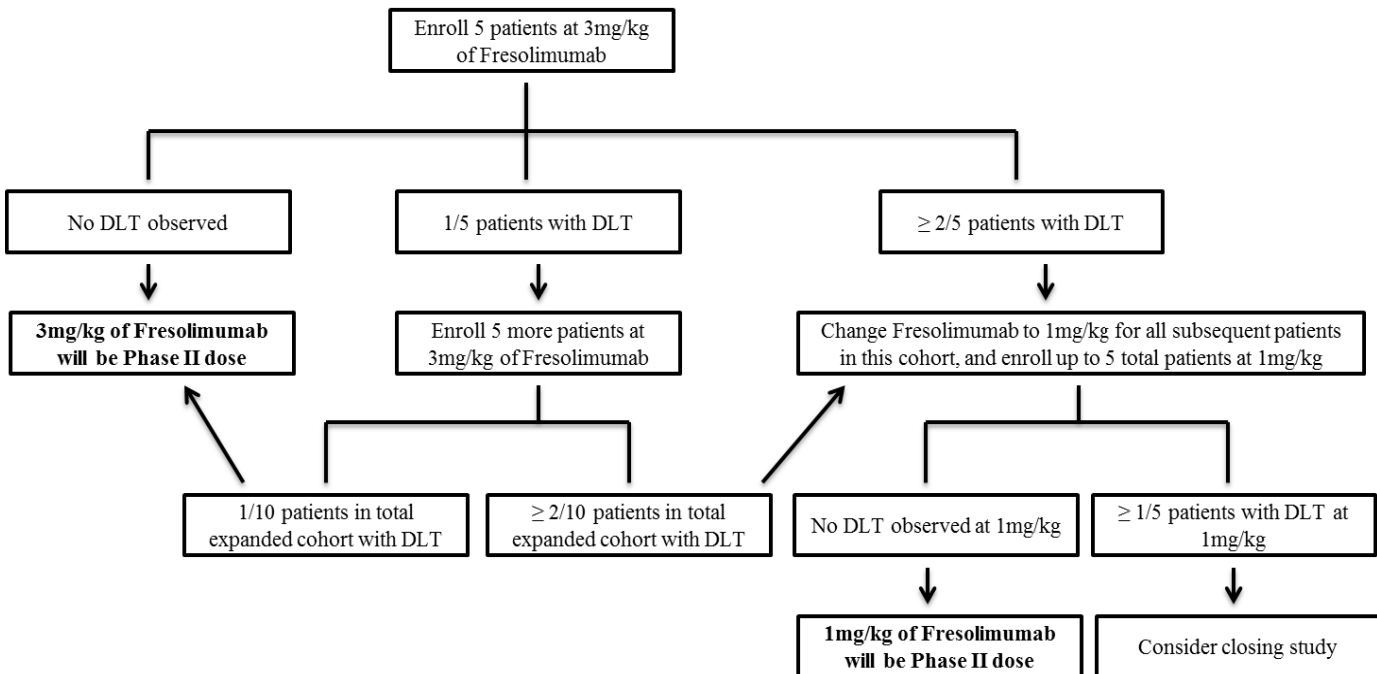 Enroll 5 patients at 3mg/kg
of Fresolimumab
No DLT observed
1/5 patients with DLT
≥ 2/5 patients with DLT
3mg/kg of Fresolimumab
will be Phase II dose
Enroll 5 more patients at
3mg/kg of Fresolimumab
Change Fresolimumab to 1mg/kg for all subsequent patients
in this cohort, and enroll up to 5 total patients at 1mg/kg
1/10 patients in total
expanded cohort with DLT
≥ 2/10 patients in total
expanded cohort with DLT
No DLT observed at 1mg/kg
≥ 1/5 patients with DLT at
1mg/kg
1mg/kg of Fresolimumab
will be Phase II dose
Consider closing study